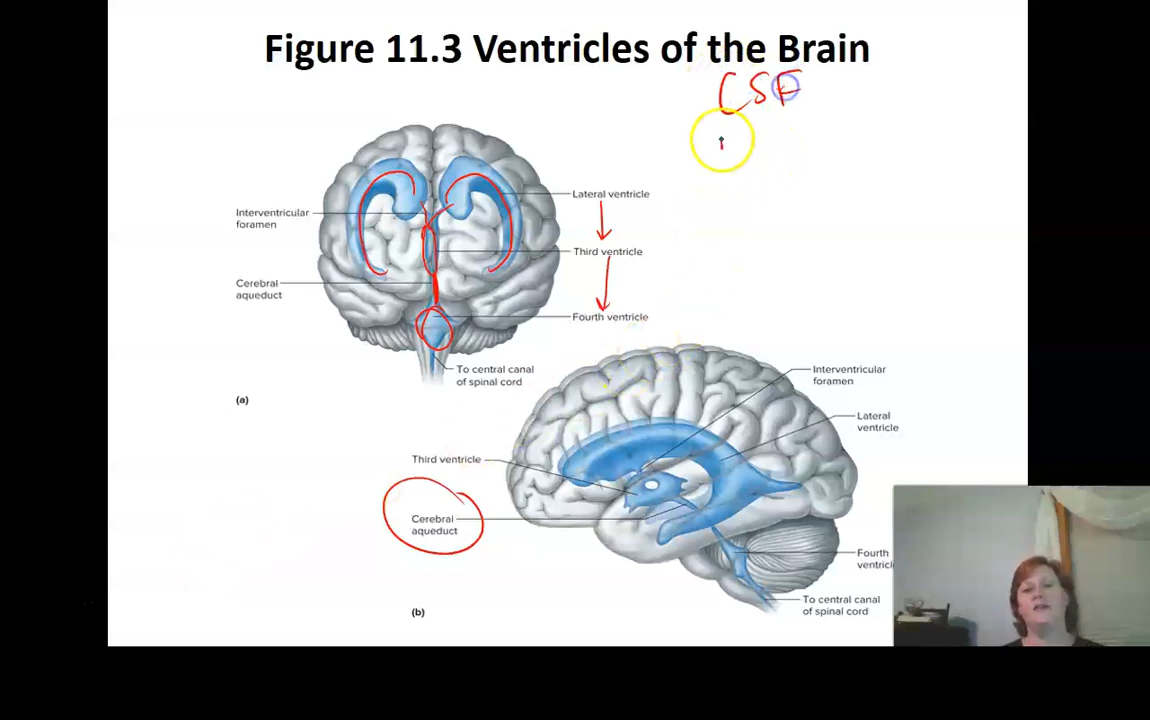 Figure 11.3 Ventricles of the Brain
CSF
Lateral ventricle
Interventricular
foramen
Third ventricle
Cerebral
aqueduct
Fourth ventricle
To central canal
of spinal cord
(a)
Interventricular
foramen
Lateral
ventricle
Third ventricle
Cerebral
aqueduct
Fourth
ventricl
To central canal
of spinal cord
(b)